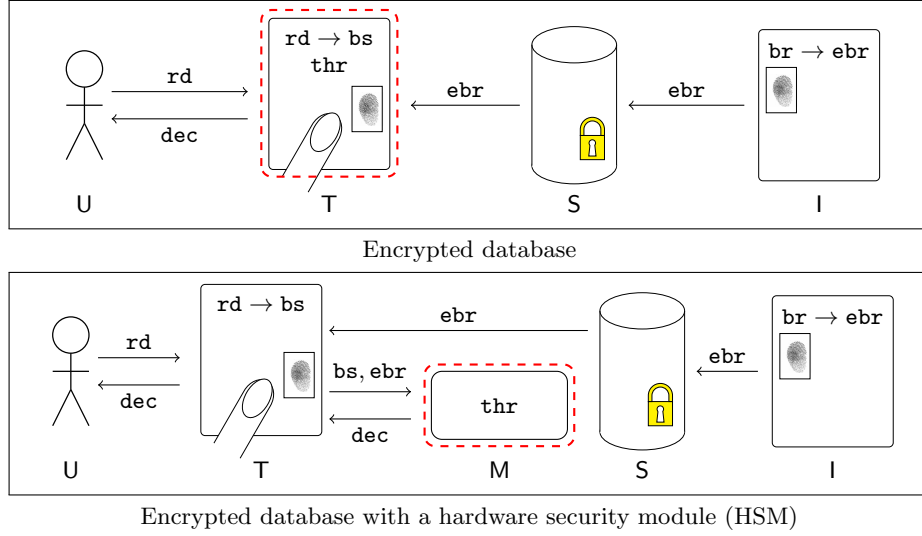 rd → bs
thr
br → ebr
rd
ebr
ebr
dec
U
T
S
I
Encrypted database
rd → bs
ebr
br → ebr
rd
bs, ebr
ebr
dec
thr
dec
U
T
M
S
I
Encrypted database with a hardware security module (HSM)